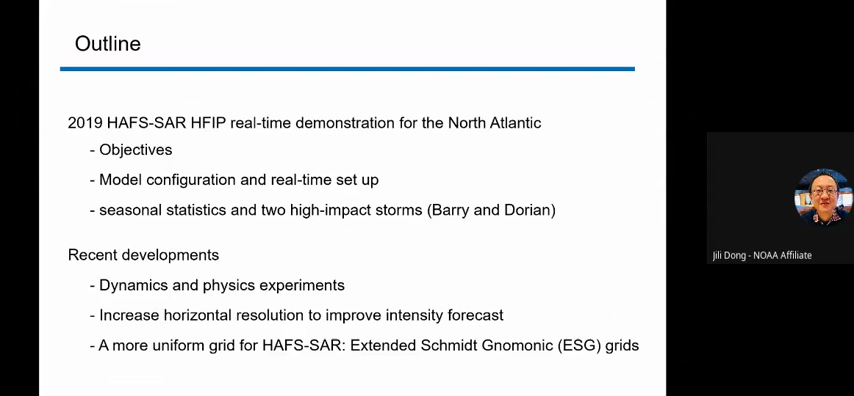 Outline
2019 HAFS-SAR HFIP real-time demonstration for the North Atlantic
- Objectives
- Model configuration and real-time set up
- seasonal statistics and two high-impact storms (Barry and Dorian)
Recent developments
- Dynamics and physics experiments
- Increase horizontal resolution to improve intensity forecast
- A more uniform grid for HAFS-SAR: Extended Schmidt Gnomonic (ESG) grids
Jili Dong - NOAA Affiliate